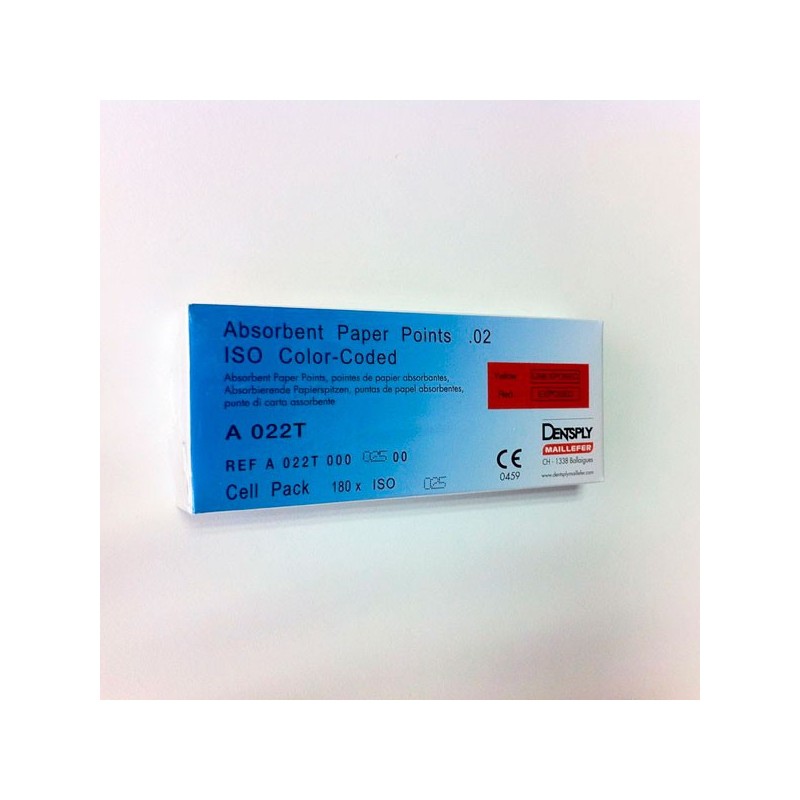 Absorbent Paper Points .02
ISO Color-Coded
Absorbent Paper Points, pointes de papier absorbantes,
Absorbierende Papierspitzen, puntas de papel absorbentes,
punta di carta assorbente
A 022T
REF A 022T 000 025 00
Cell Pack 180 x ISO 025
CE
0459
DENTSPLY
MAILLEFER
CH - 1338 Ballaigues
www.dentsplymaillefer.com